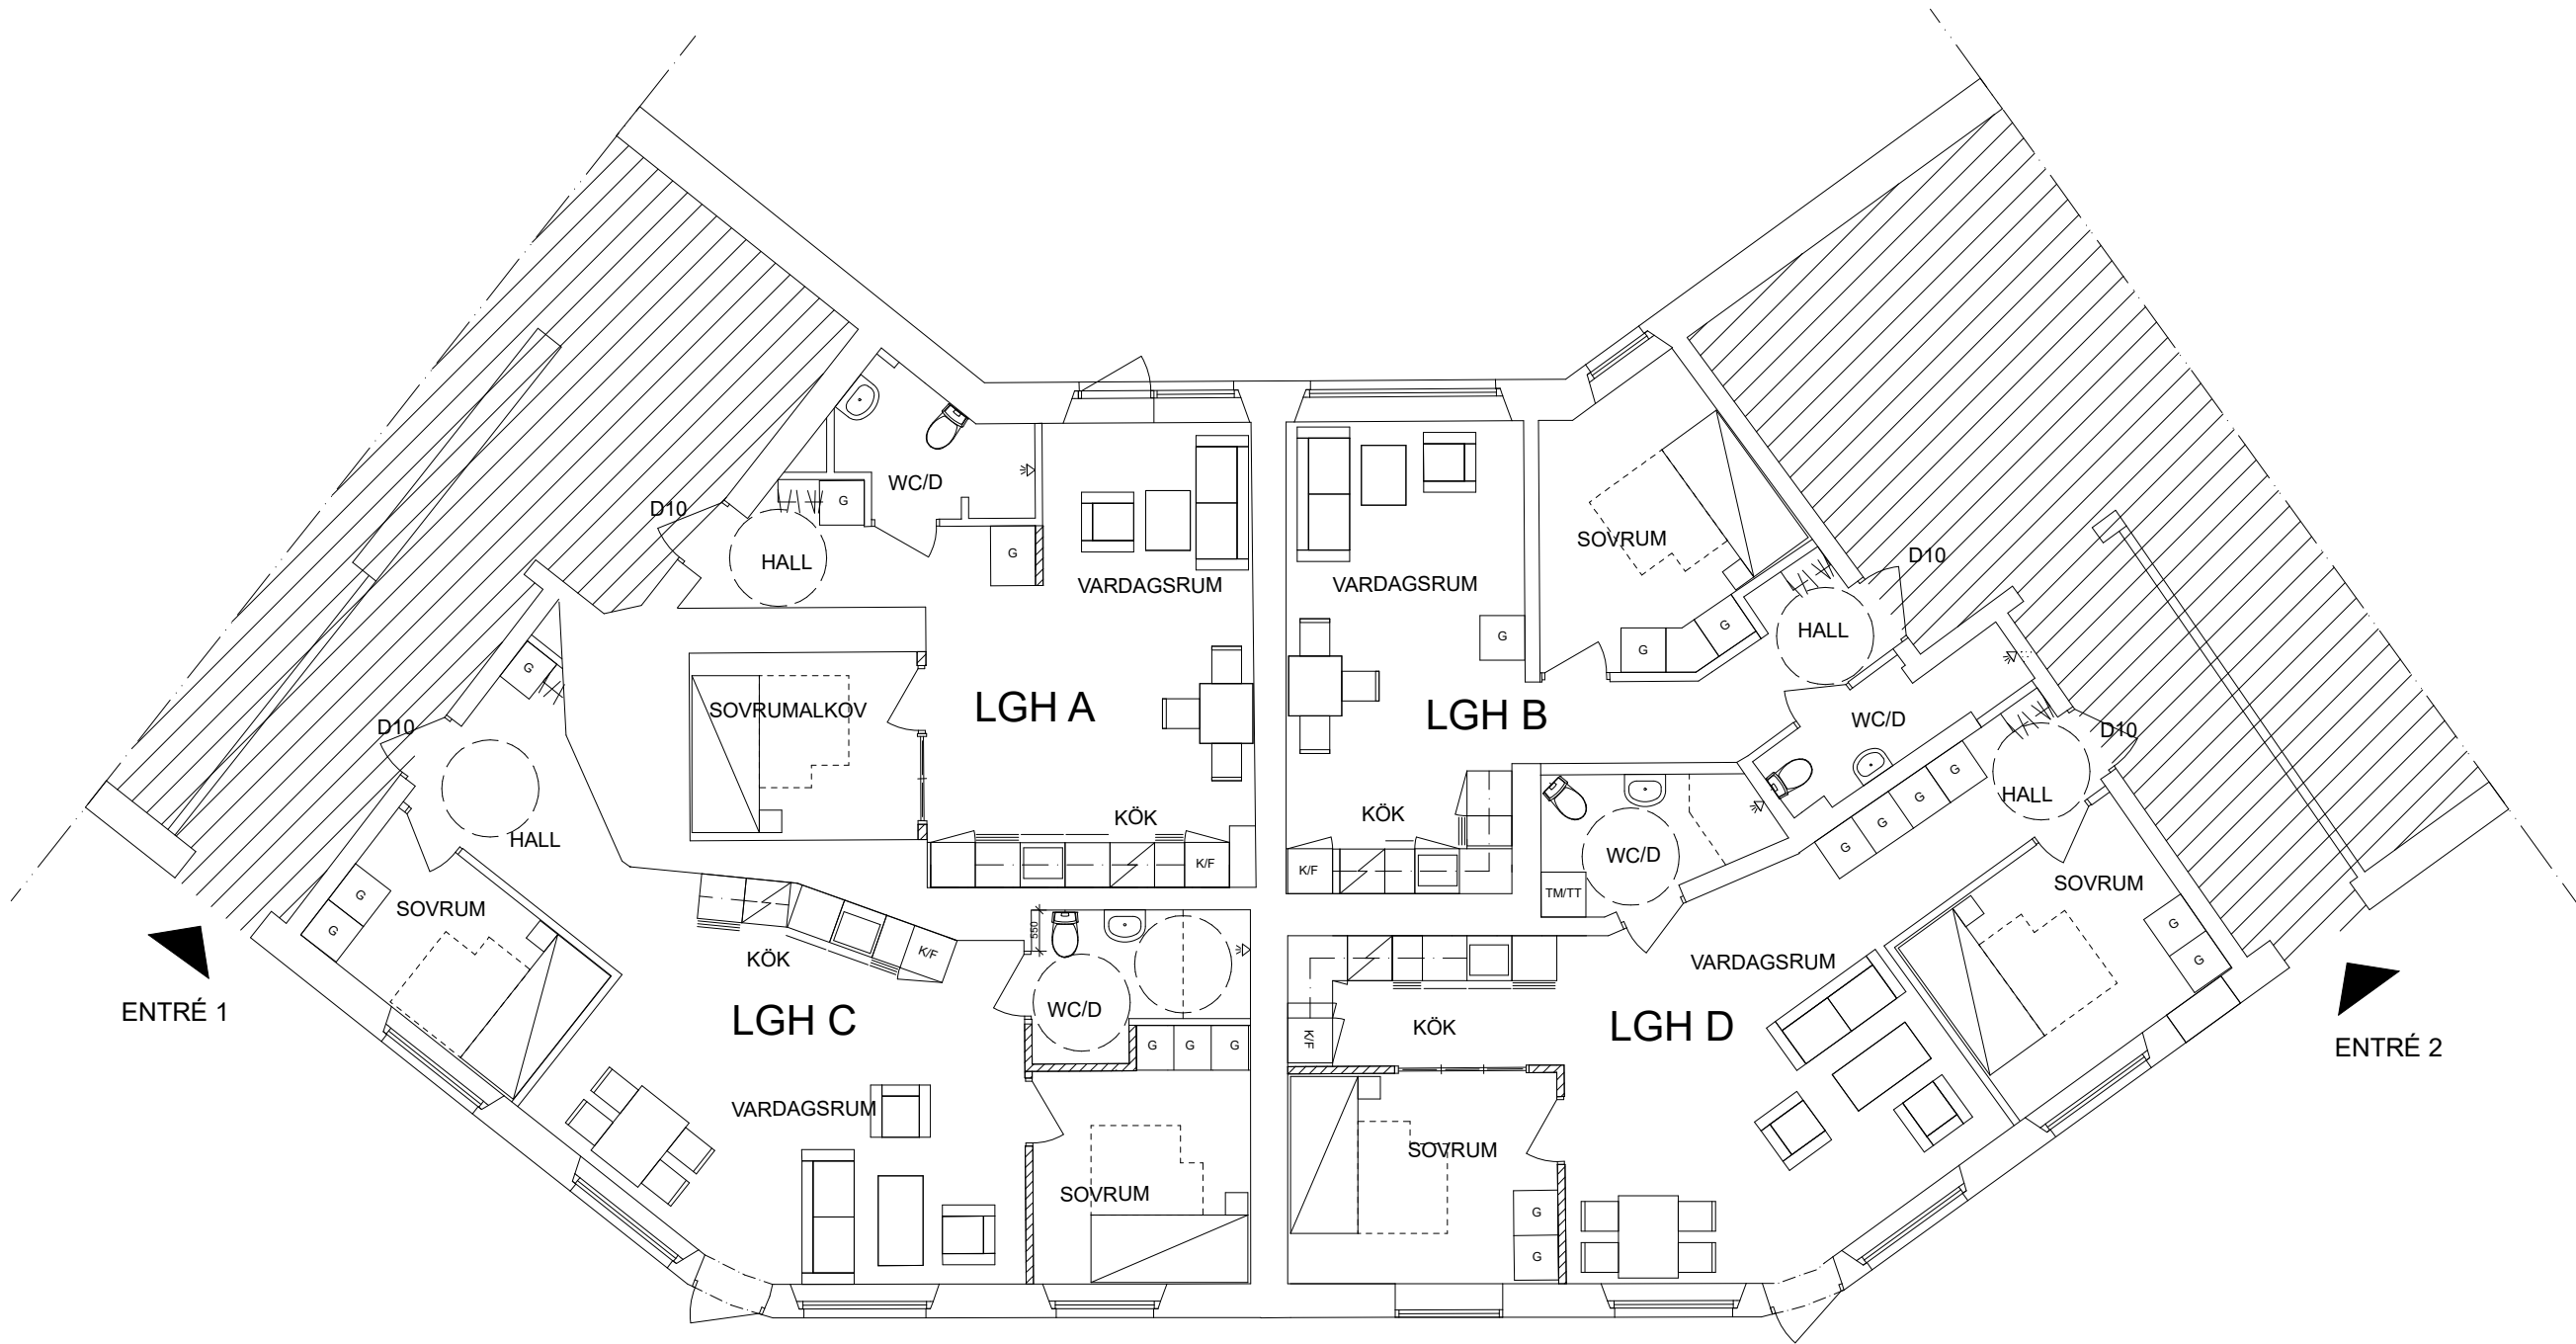 WC/D
G
D10
HALL
G
VARDAGSRUM
SOVRUMALKOV
LGH A
KÖK
K/F
VARDAGSRUM
G
LGH B
KÖK
K/F
SOVRUM
G
G
D10
HALL
WC/D
G
D10
HALL
SOVRUM
G
G
ENTRÉ 1
KÖK
K/F
LGH C
550
WC/D
G
G
G
VARDAGSRUM
SOVRUM
WC/D
TM/TT
G
G
G
G
D10
HALL
VARDAGSRUM
KÖK
K/F
LGH D
SOVRUM
G
G
SOVRUM
G
G
ENTRÉ 2